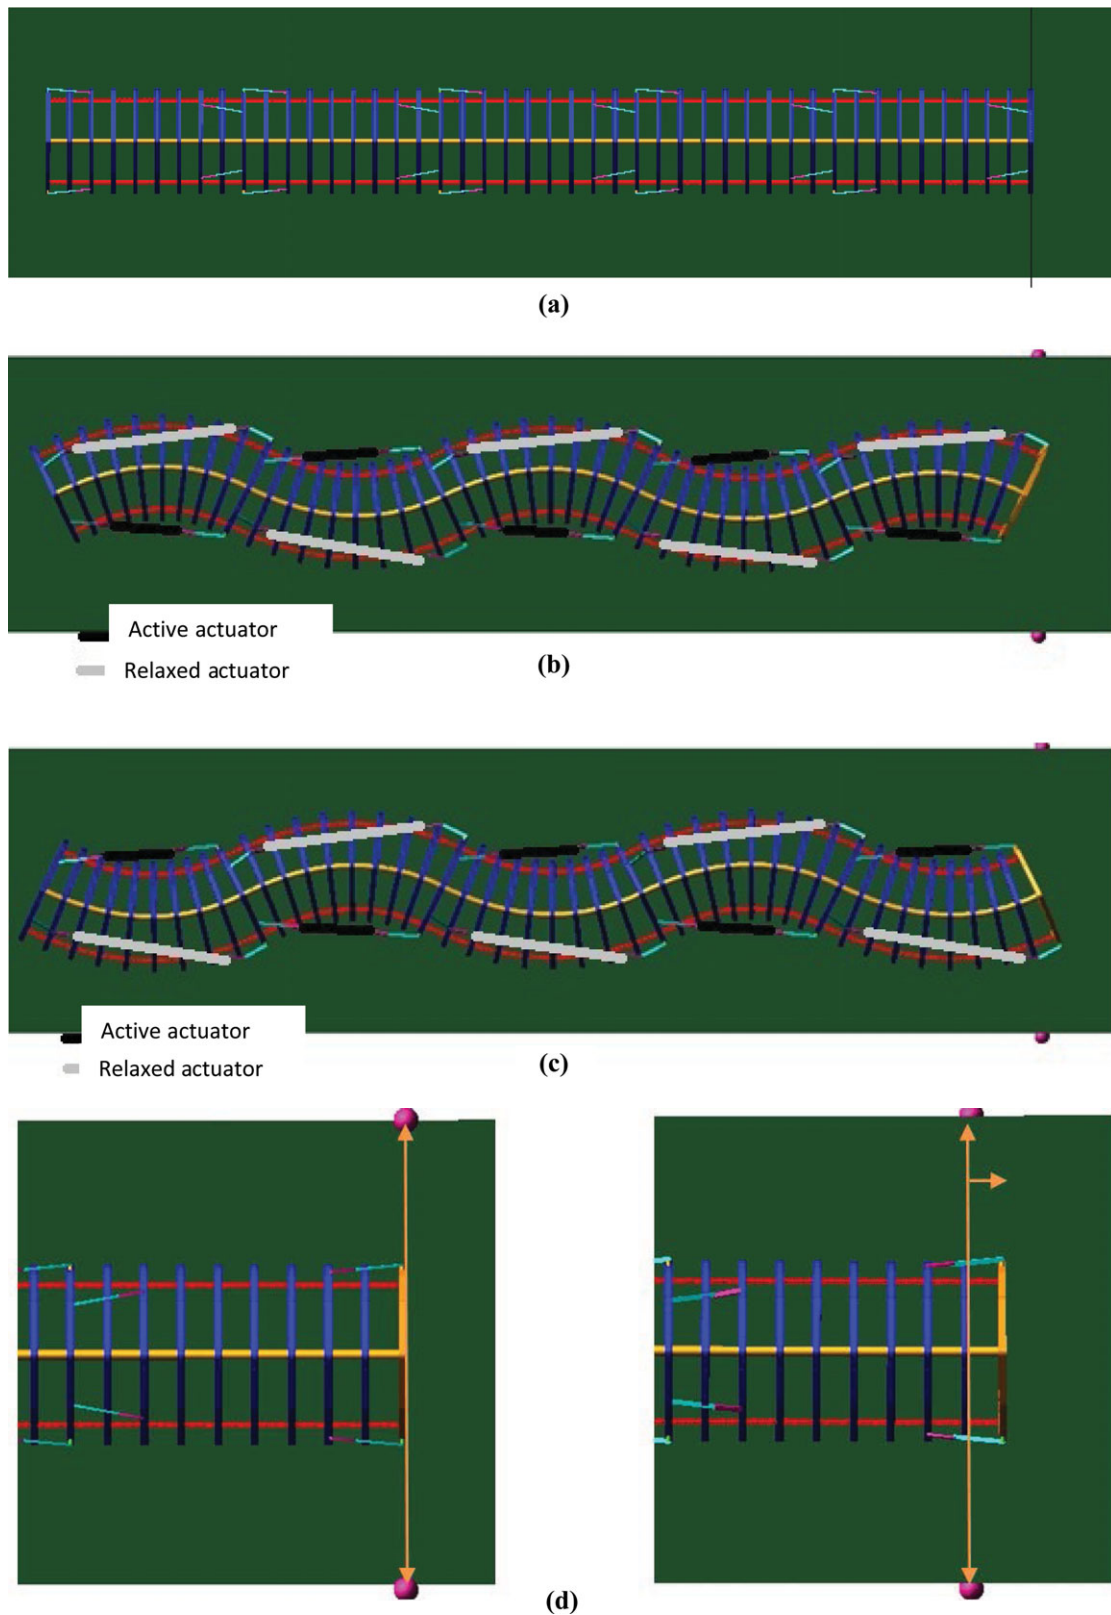 (a)
Active actuator
Relaxed actuator
(b)
Active actuator
Relaxed actuator
(c)
(d)